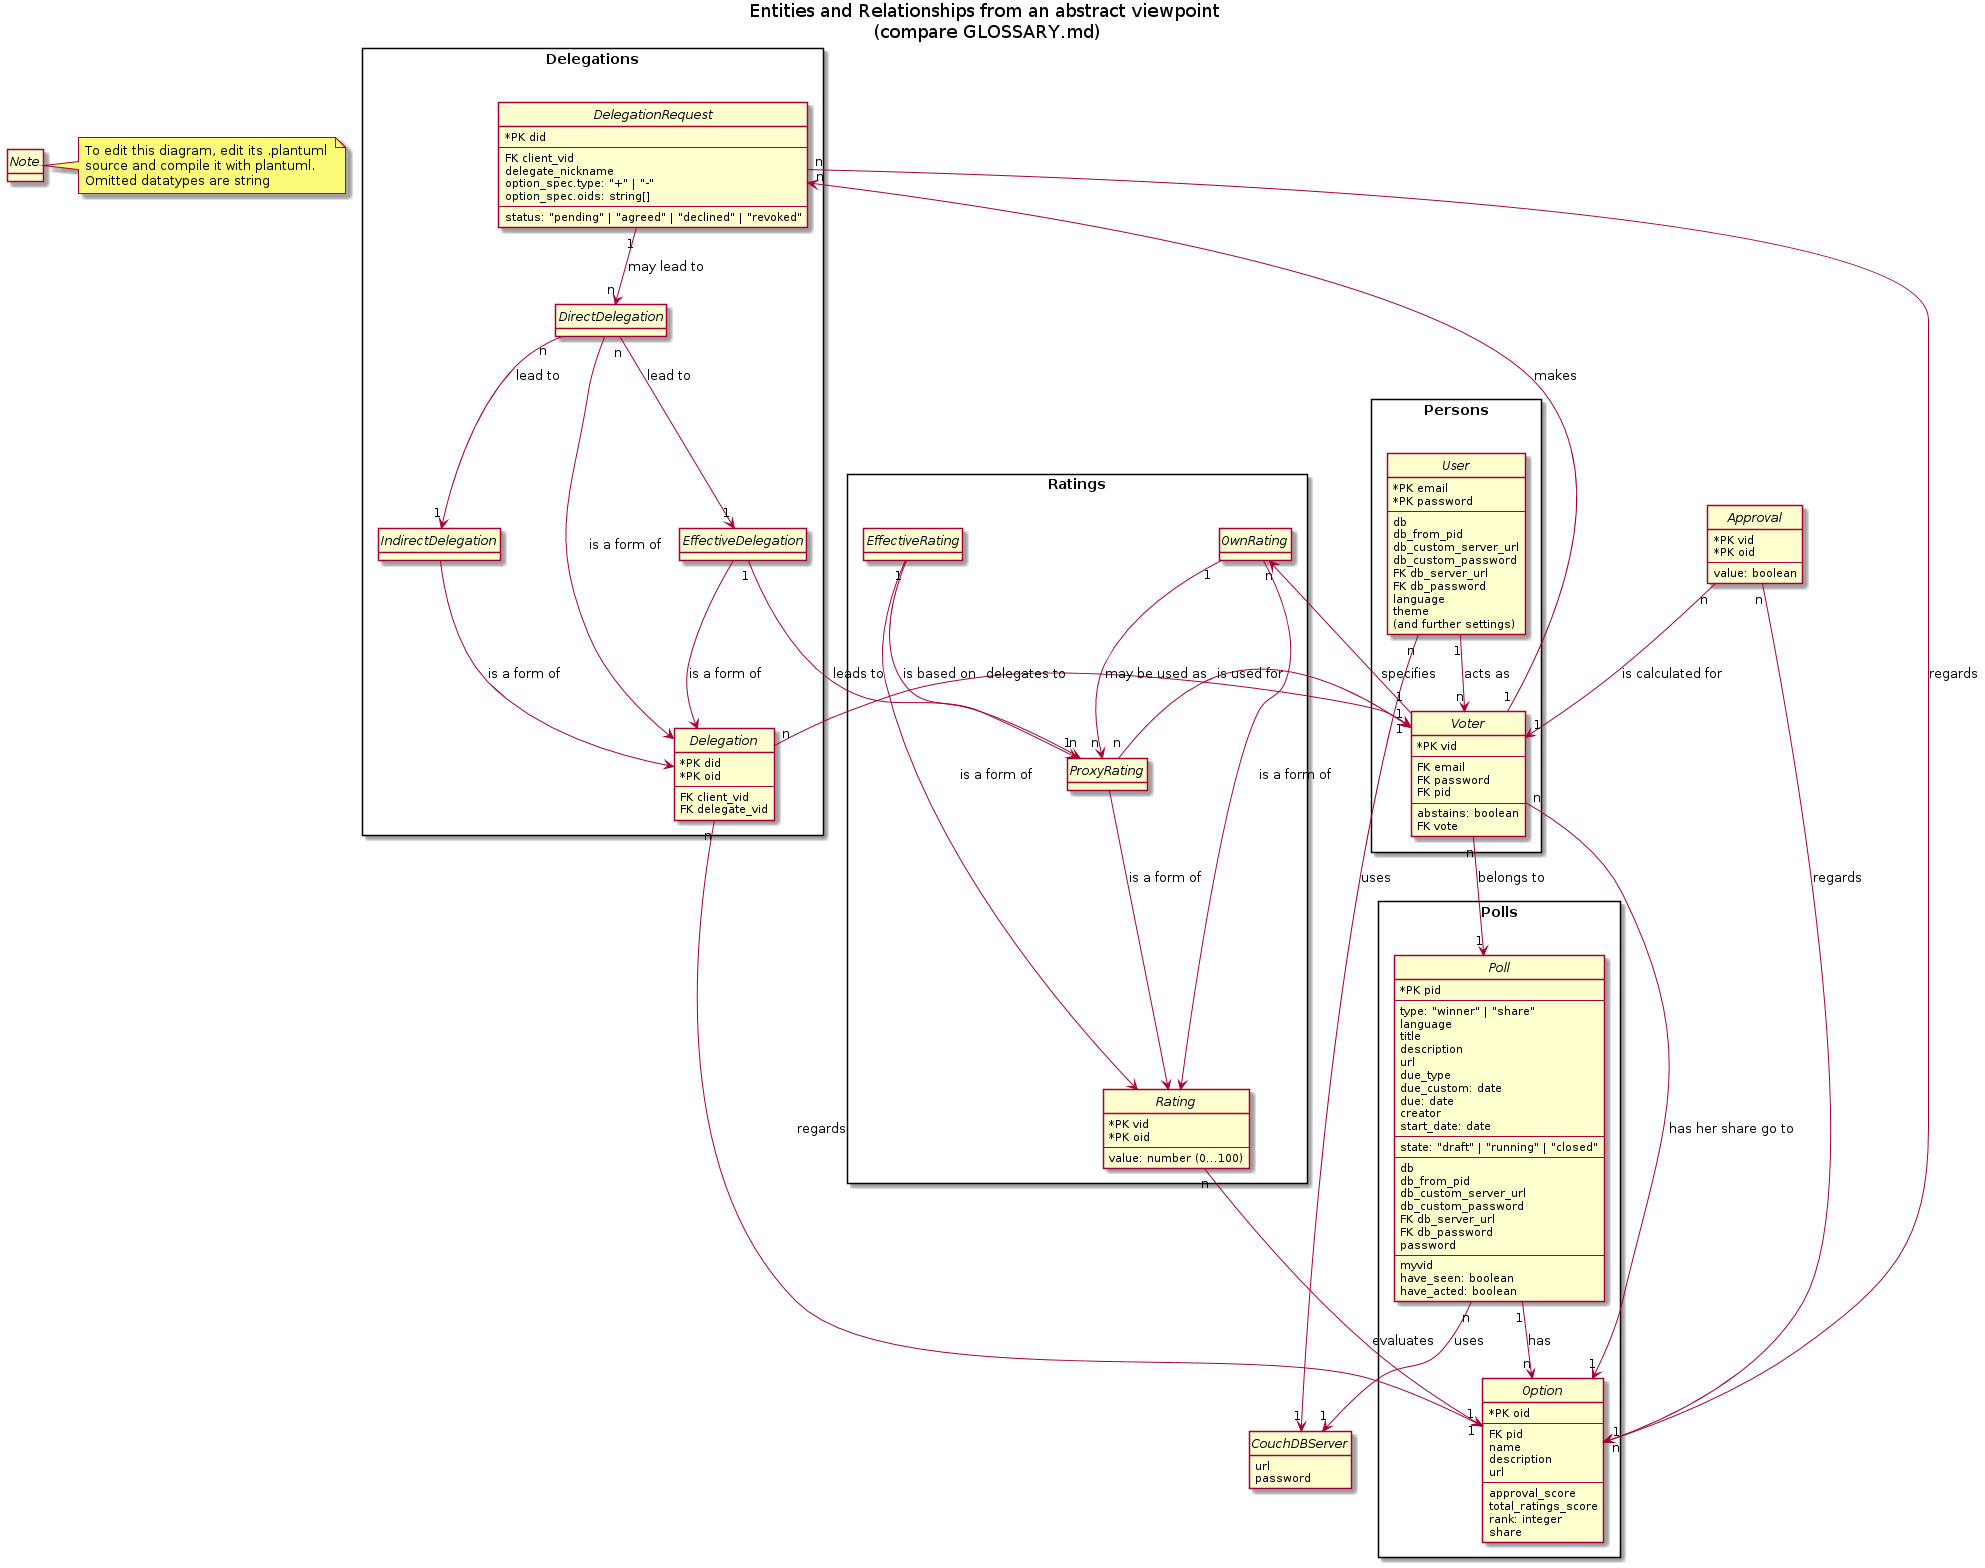 Entities and Relationships from an abstract viewpoint
(compare GLOSSARY.md)
Note
To edit this diagram, edit its .plantuml
source and compile it with plantuml.
Omitted datatypes are string
Delegations
DelegationRequest
*PK did
FK client_vid
delegate_nickname
option_spec.type: "+" | "-"
option_spec.oids: string[]
status: "pending" | "agreed" | "declined" | "revoked"
n
n
1
may lead to
n
DirectDelegation
n
n
lead to
lead to
makes
1
1
is a form of
IndirectDelegation
EffectiveDelegation
1
is a form of
is a form of
leads to
Delegation
*PK did
*PK oid
FK client_vid
FK delegate_vid
n
n
delegates to
regards
Ratings
EffectiveRating
OwnRating
1
1
n
is based on
may be used as
is used for
specifies
1
n
n
n
ProxyRating
is a form of
is a form of
is a form of
Rating
*PK vid
*PK oid
value: number (0...100)
n
evaluates
Persons
User
*PK email
*PK password
db
db_from_pid
db_custom_server_url
db_custom_password
FK db_server_url
FK db_password
language
theme
(and further settings)
n
1
acts as
n
1
1
1
1
1
Voter
*PK vid
FK email
FK password
FK pid
abstains: boolean
FK vote
n
n
uses
belongs to
1
Approval
*PK vid
*PK oid
value: boolean
n
n
is calculated for
regards
regards
has her share go to
Polls
Poll
*PK pid
type: "winner" | "share"
language
title
description
url
due_type
due_custom: date
due: date
creator
start_date: date
state: "draft" | "running" | "closed"
db
db_from_pid
db_custom_server_url
db_custom_password
FK db_server_url
FK db_password
password
myvid
have_seen: boolean
have_acted: boolean
n
1
uses
has
n
1
1
1
1
1
1
n
CouchDBServer
url
password
Option
*PK oid
FK pid
name
description
url
approval_score
total_ratings_score
rank: integer
share